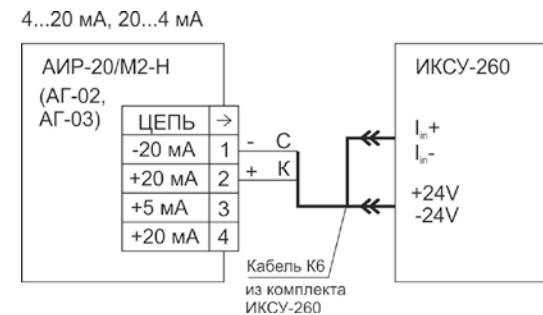 4...20 мА, 20...4 мА
АИР-20/М2-Н
(АГ-02,
АГ-03)
ЦЕПЬ →
-20 мА 1 - С
+20 мА 2 + К
+5 мА 3
+20 мА 4
Кабель К6
из комплекта
ИКСУ-260
ИКСУ-260
Iin+
Iin-
+24V
-24V